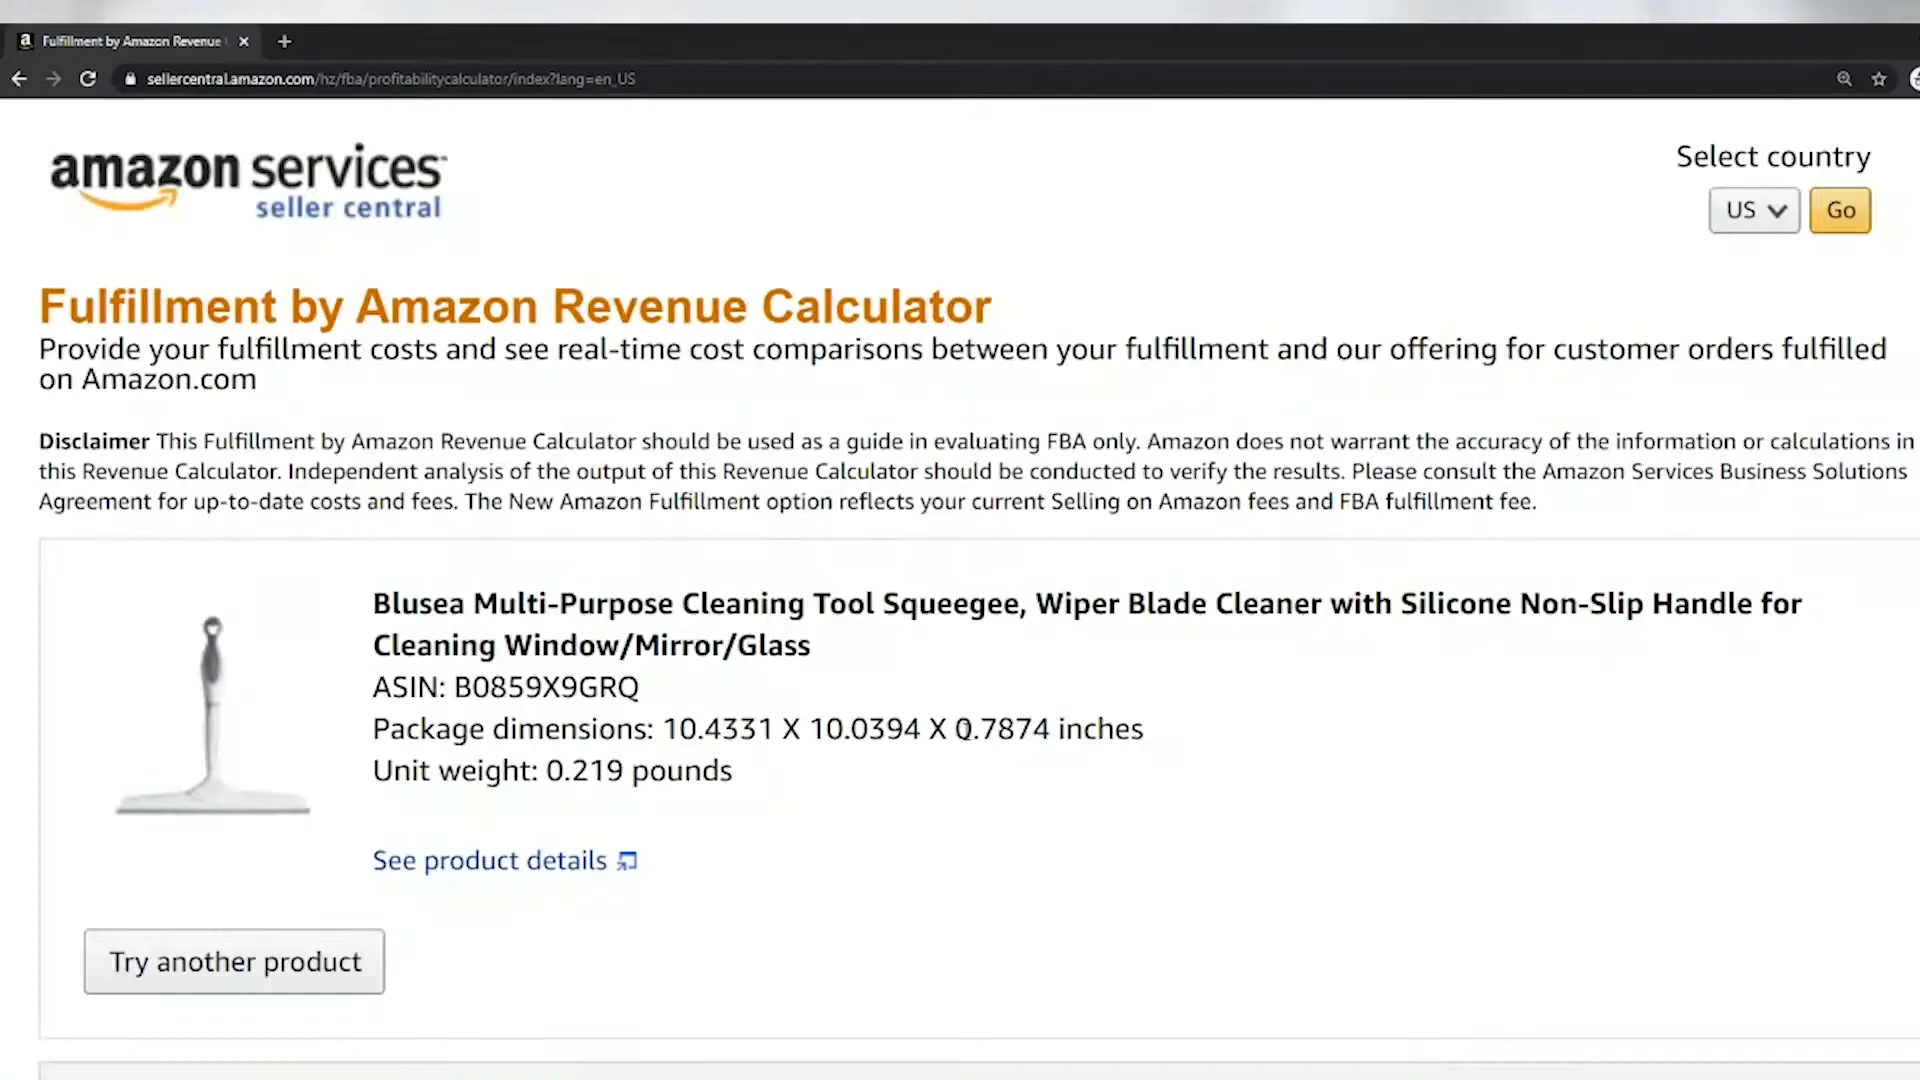 Fulfillment by Amazon Revenue
sellercentral.amazon.com/hz/fba/profitabilitycalculator/index?lang=en_US
amazon services
seller central
Select country
US
Go
Fulfillment by Amazon Revenue Calculator
Provide your fulfillment costs and see real-time cost comparisons between your fulfillment and our offering for customer orders fulfilled
on Amazon.com
Disclaimer This Fulfillment by Amazon Revenue Calculator should be used as a guide in evaluating FBA only. Amazon does not warrant the accuracy of the information or calculations in
this Revenue Calculator. Independent analysis of the output of this Revenue Calculator should be conducted to verify the results. Please consult the Amazon Services Business Solutions
Agreement for up-to-date costs and fees. The New Amazon Fulfillment option reflects your current Selling on Amazon fees and FBA fulfillment fee.
Blusea Multi-Purpose Cleaning Tool Squeegee, Wiper Blade Cleaner with Silicone Non-Slip Handle for
Cleaning Window/Mirror/Glass
ASIN: B0859X9GRQ
Package dimensions: 10.4331 X 10.0394 X 0.7874 inches
Unit weight: 0.219 pounds
See product details
Try another product